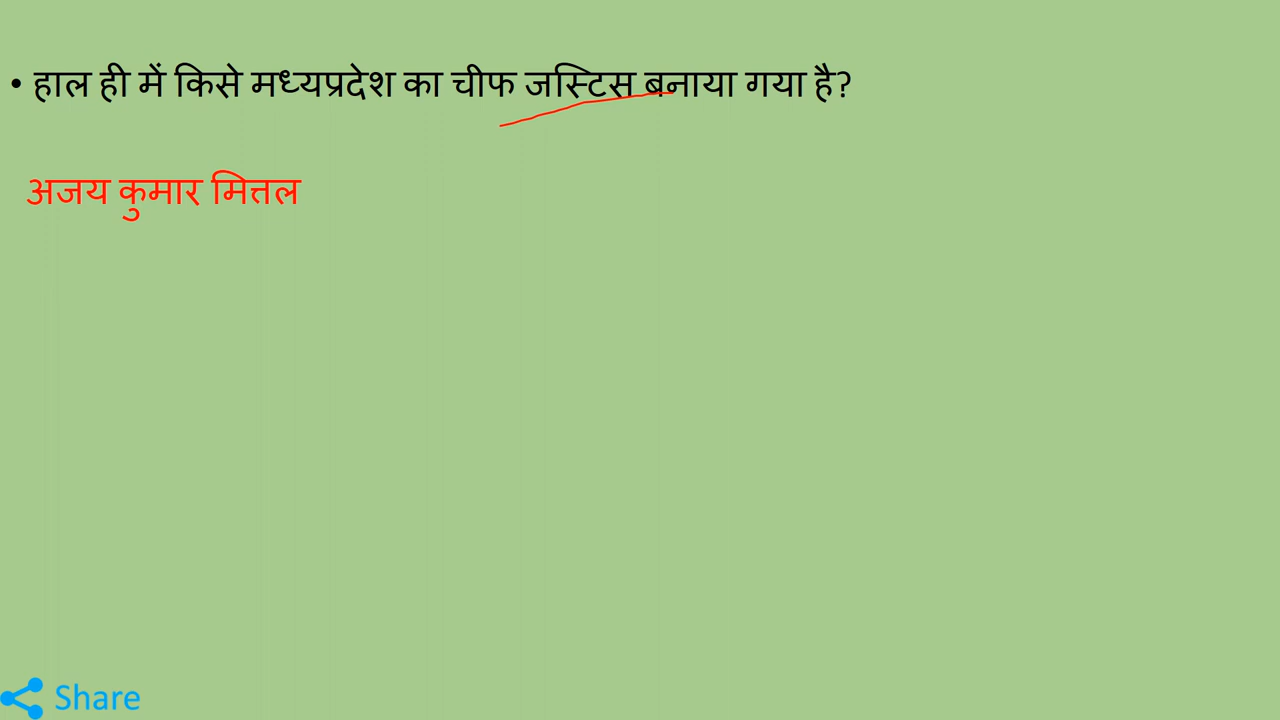 • हाल ही में किसे मध्यप्रदेश का चीफ जस्टिस बनाया गया है?
अजय कुमार मित्तल
Share